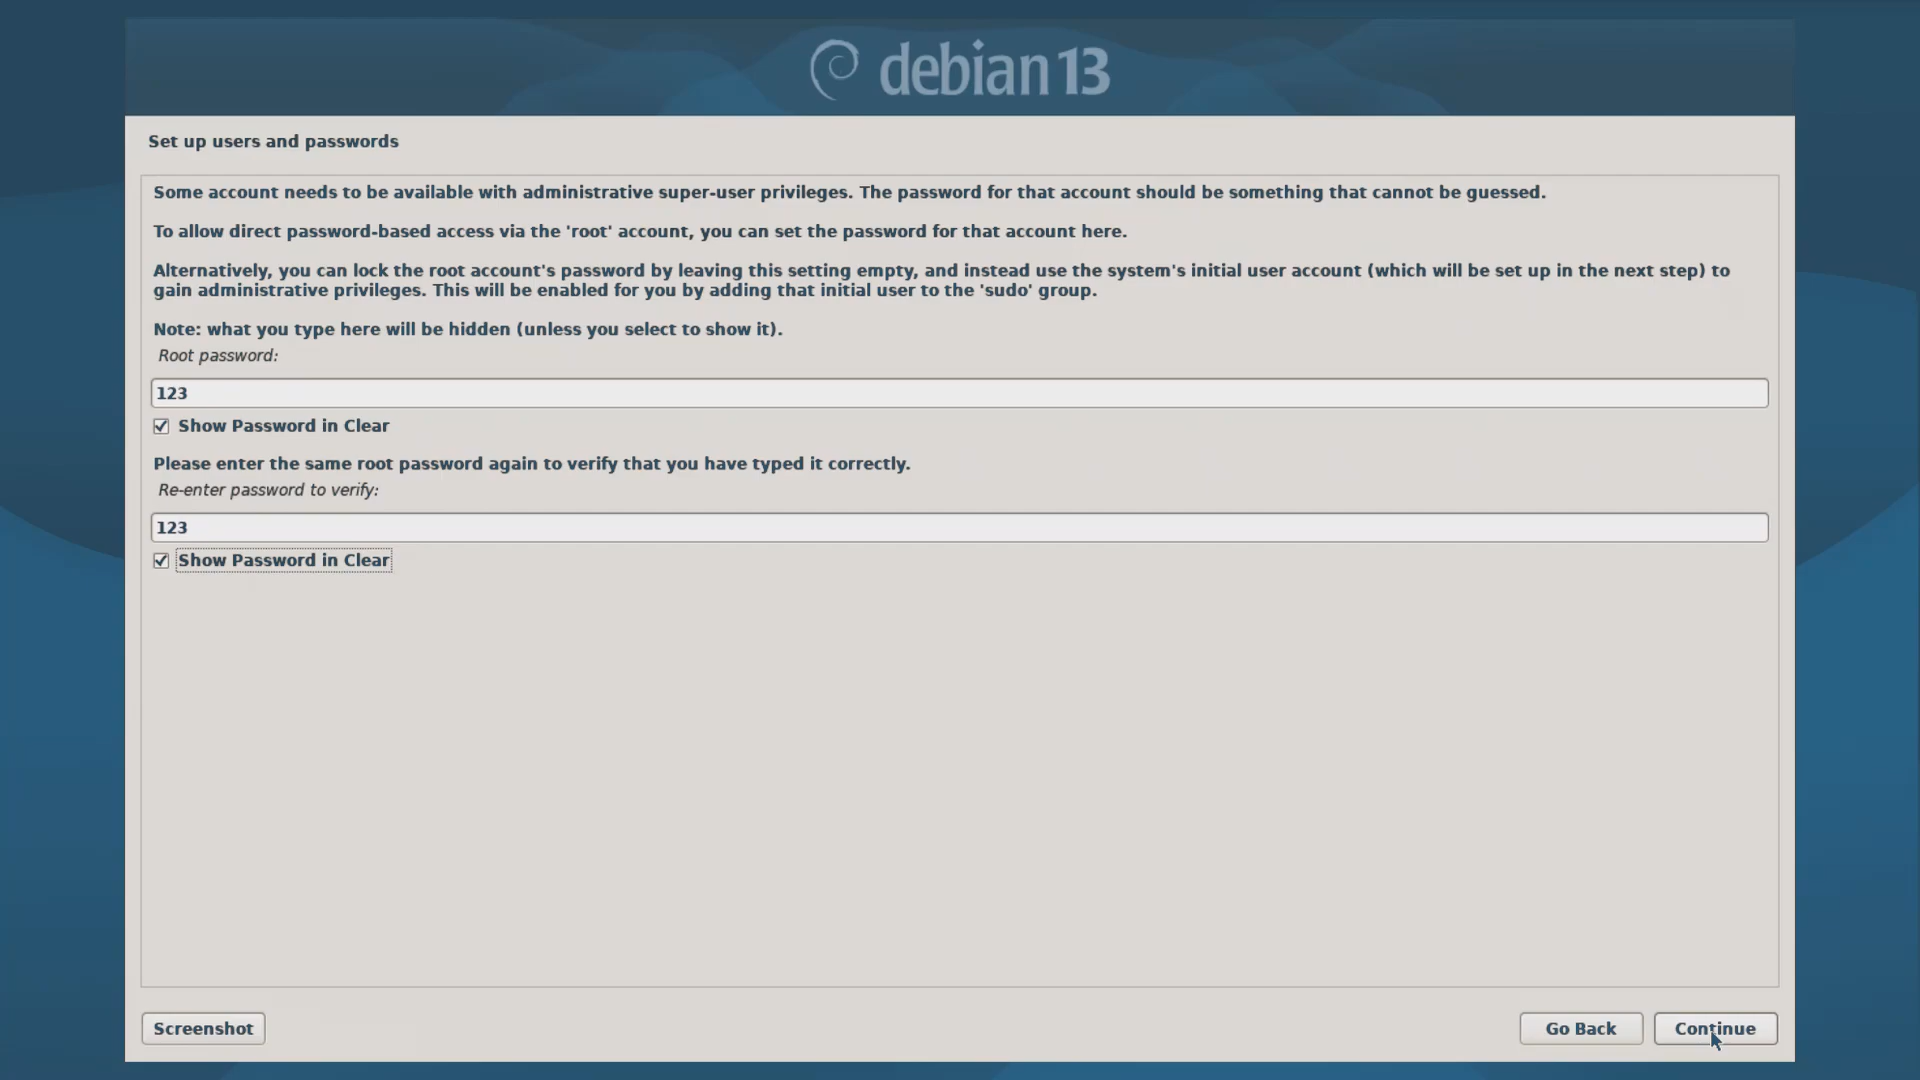 debian 13
Set up users and passwords
Some account needs to be available with administrative super-user privileges. The password for that account should be something that cannot be guessed.
To allow direct password-based access via the 'root' account, you can set the password for that account here.
Alternatively, you can lock the root account's password by leaving this setting empty, and instead use the system's initial user account (which will be set up in the next step) to
gain administrative privileges. This will be enabled for you by adding that initial user to the 'sudo' group.
Note: what you type here will be hidden (unless you select to show it).
Root password:
123
Show Password in Clear
Please enter the same root password again to verify that you have typed it correctly.
Re-enter password to verify:
123
Show Password in Clear
Screenshot
Go Back
Continue